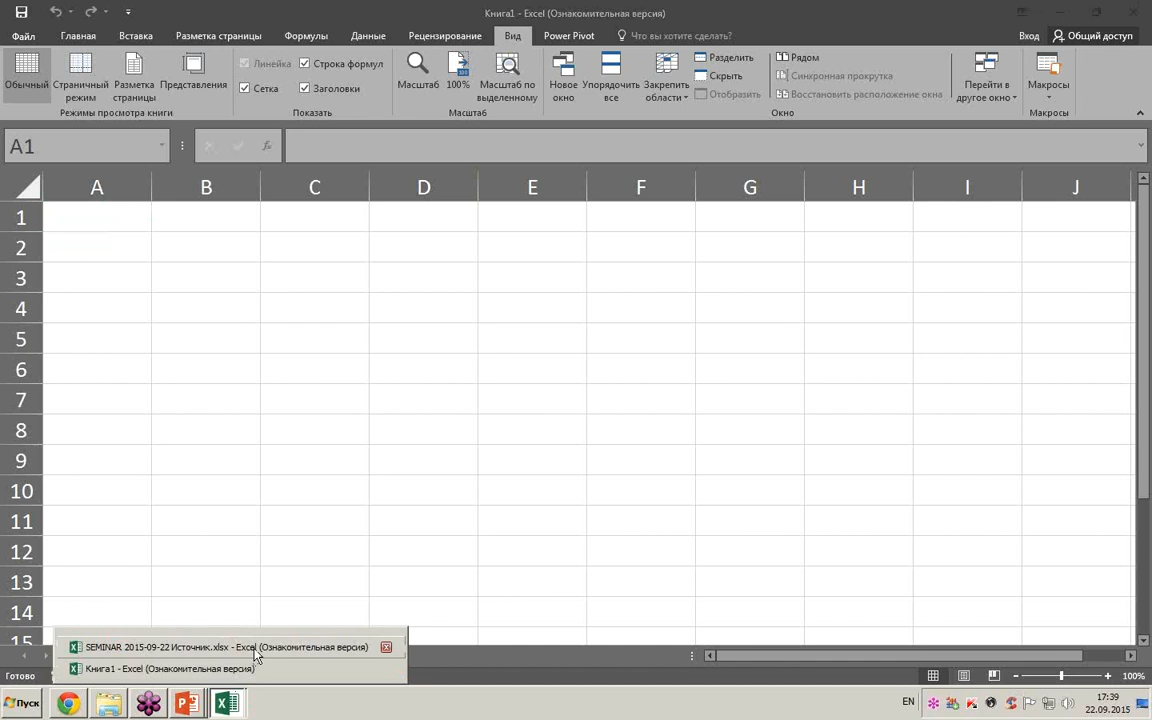 Книга1 - Excel (Ознакомительная версия)
Файл Главная Вставка Разметка страницы Формулы Данные Рецензирование Вид Power Pivot Что вы хотите сделать? Вход Общий доступ
Обычный
Страничный режим
Разметка страницы
Представления
Режимы просмотра книги
Линейка
Строка формул
Сетка
Заголовки
Показать
Масштаб
100%
Масштаб по выделенному
Масштаб
Новое окно
Упорядочить все
Закрепить области
Разделить
Скрыть
Отобразить
Рядом
Синхронная прокрутка
Восстановить расположение окна
Окно
Перейти в другое окно
Макросы
Макросы
A1
fx
A B C D E F G H I J
1
2
3
4
5
6
7
8
9
10
11
12
13
14
15
SEMINAR 2015-09-22 Источник.xlsx - Excel (Ознакомительная версия)
Книга1 - Excel (Ознакомительная версия)
Готово
100%
Пуск
EN
17:39
22.09.2015